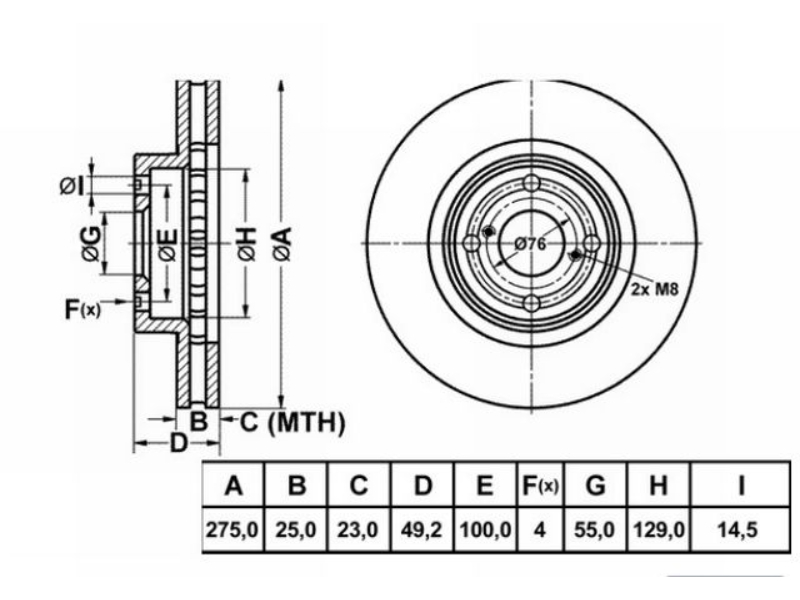 ØI
ØG
ØE
ØH
ØA
F(x)
Ø76
2x M8
B
C (MTH)
D
A B C D E F(x) G H I
275,0 25,0 23,0 49,2 100,0 4 55,0 129,0 14,5